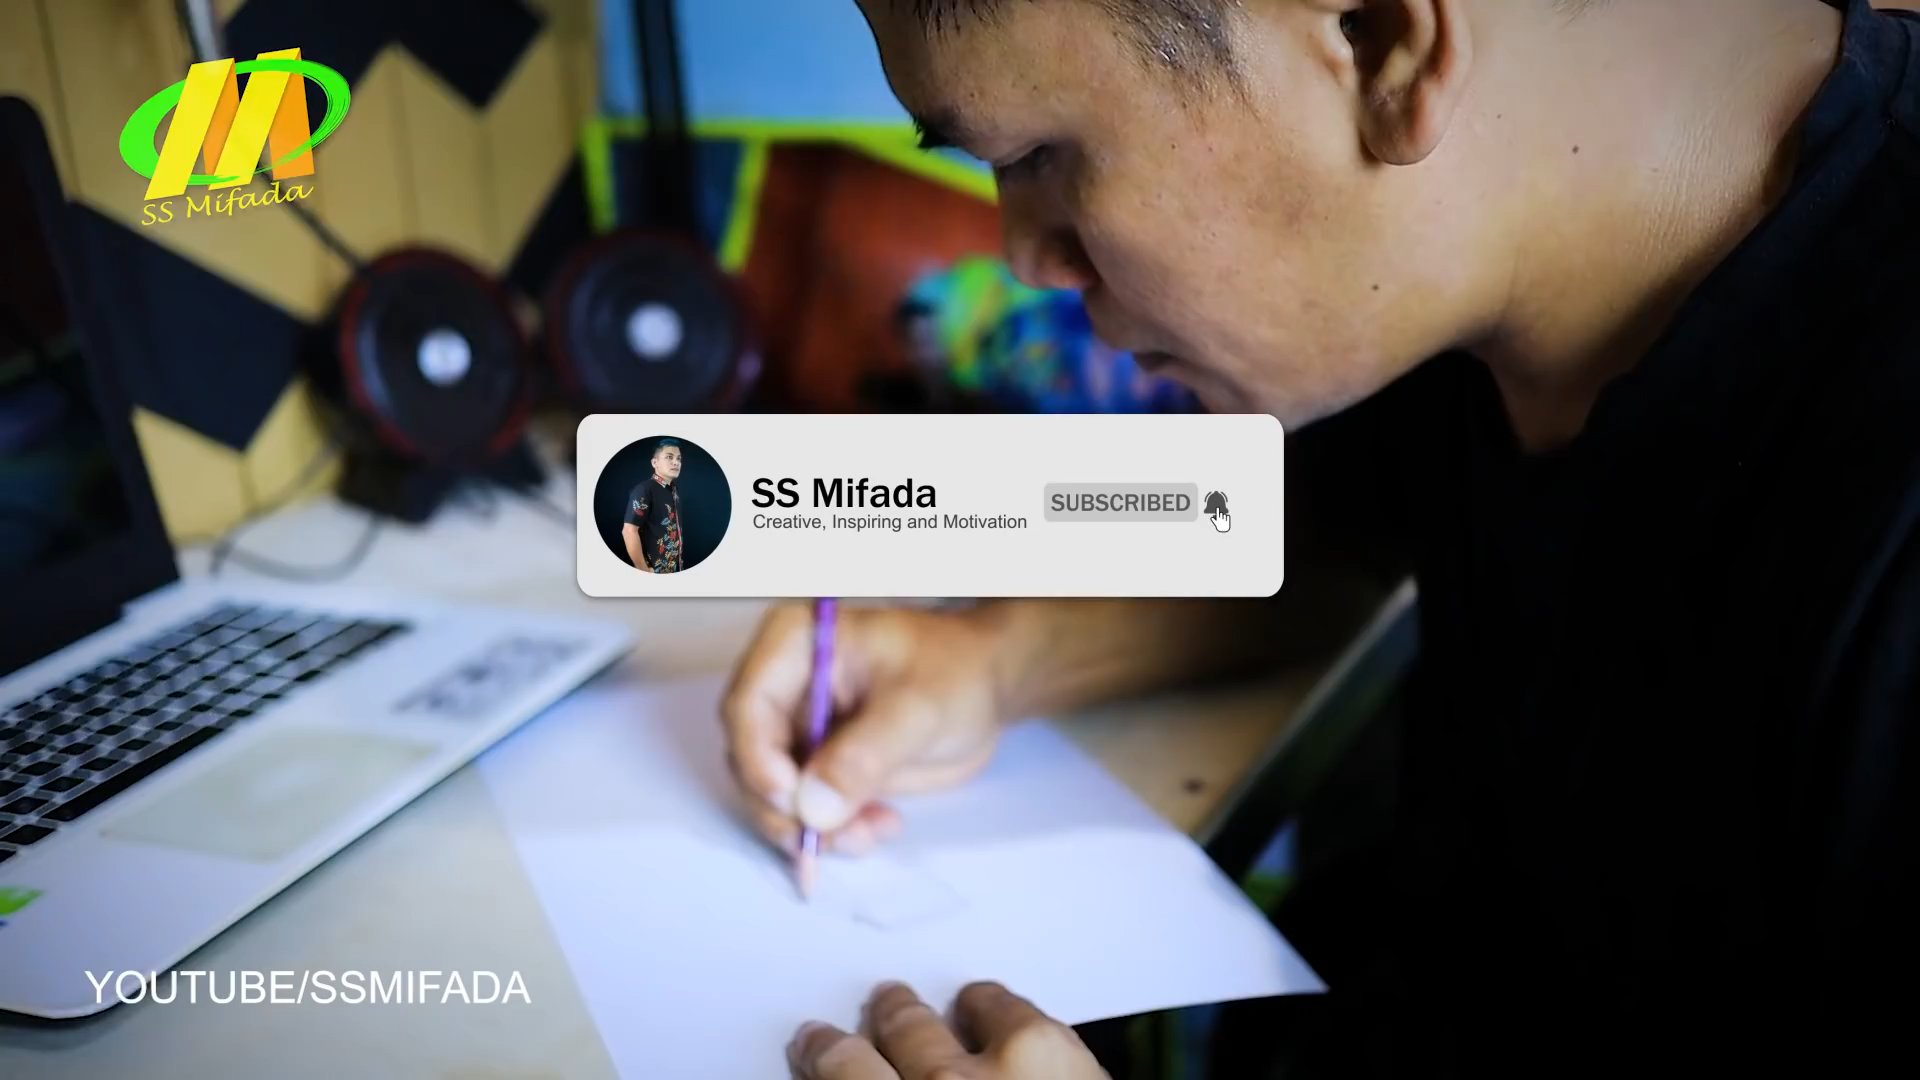 SS Mifada
SS Mifada
Creative, Inspiring and Motivation
SUBSCRIBED
YOUTUBE/SSMIFADA